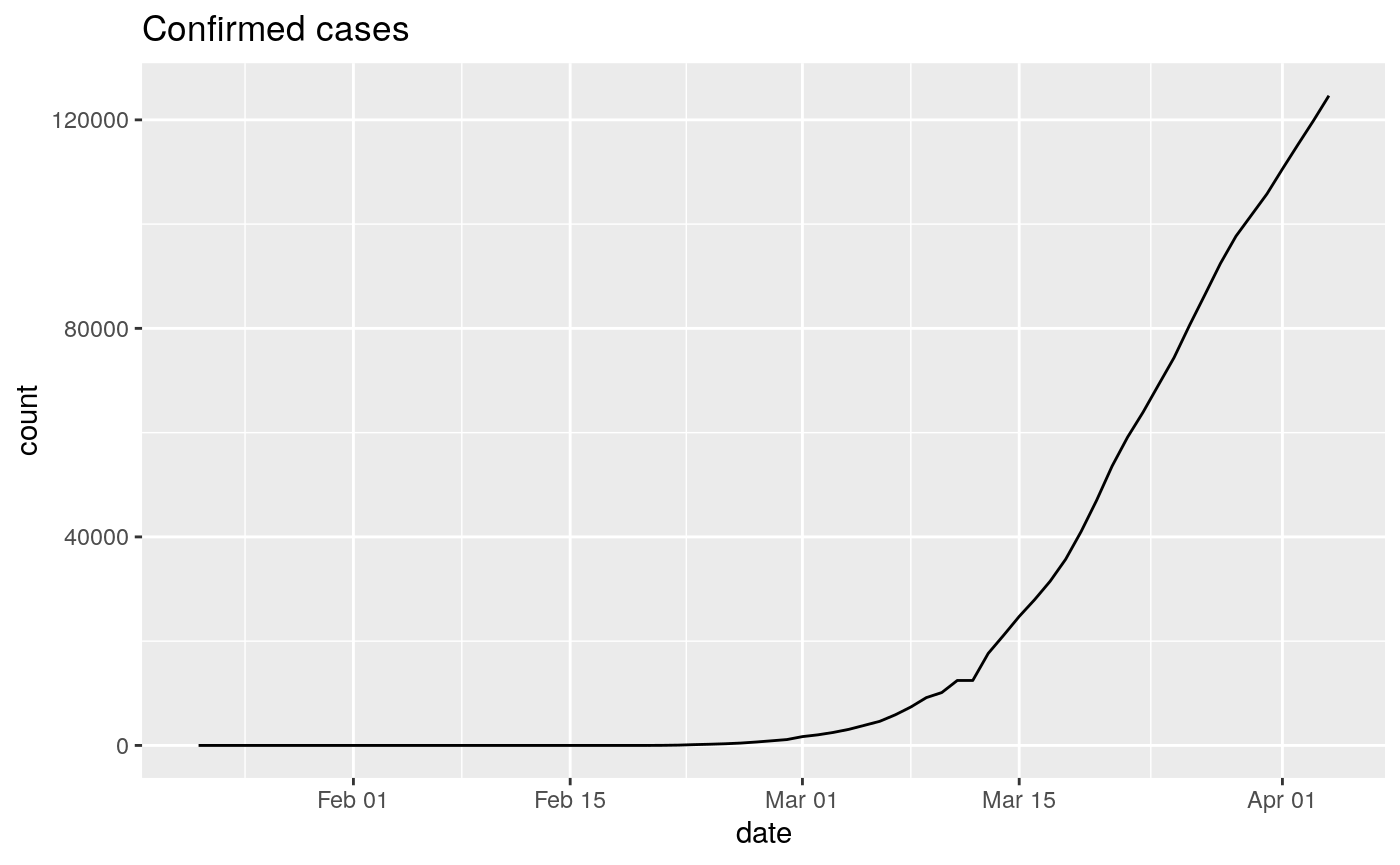 Confirmed cases
120000
80000
40000
0
count
Feb 01
Feb 15
Mar 01
Mar 15
Apr 01
date